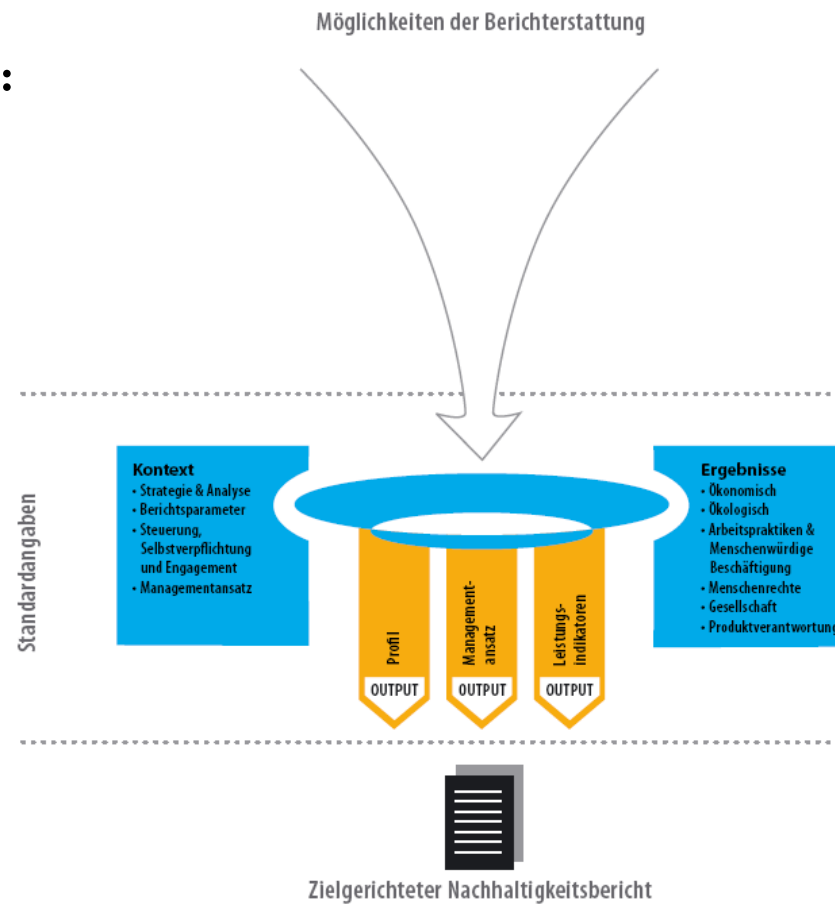 Möglichkeiten der Berichterstattung
:
Standardangaben
Kontext
• Strategie & Analyse
• Berichtsparameter
• Steuerung,
Selbstverpflichtung
und Engagement
• Managementansatz
Profil
OUTPUT
Management-
ansatz
OUTPUT
Leistungs-
indikatoren
OUTPUT
Ergebnisse
• Ökonomisch
• Ökologisch
• Arbeitspraktiken &
Menschenwürdige
Beschäftigung
• Menschenrechte
• Gesellschaft
• Produktverantwortung
Zielgerichteter Nachhaltigkeitsbericht